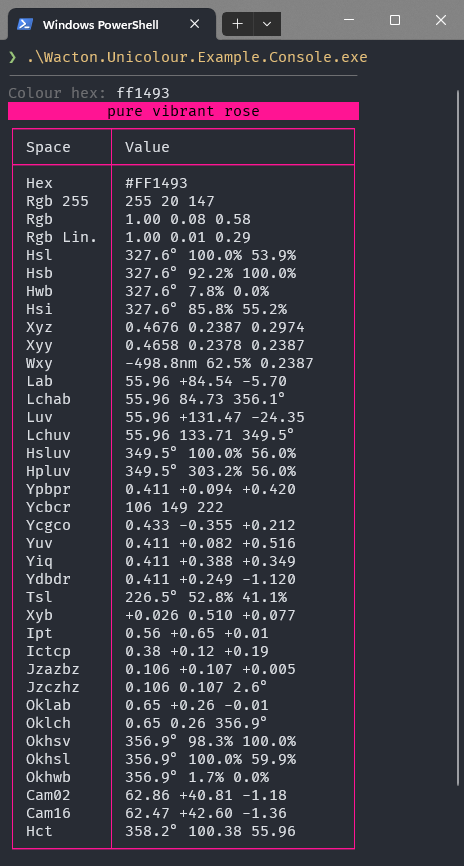 Windows PowerShell
❯ .\Wacton.Unicolour.Example.Console.exe
Colour hex: ff1493
pure vibrant rose
Space Value
Hex #FF1493
Rgb 255 255 20 147
Rgb 1.00 0.08 0.58
Rgb Lin. 1.00 0.01 0.29
Hsl 327.6° 100.0% 53.9%
Hsb 327.6° 92.2% 100.0%
Hwb 327.6° 7.8% 0.0%
Hsi 327.6° 85.8% 55.2%
Xyz 0.4676 0.2387 0.2974
Xyy 0.4658 0.2378 0.2387
Wxy -498.8nm 62.5% 0.2387
Lab 55.96 +84.54 -5.70
Lchab 55.96 84.73 356.1°
Luv 55.96 +131.47 -24.35
Lchuv 55.96 133.71 349.5°
Hsluv 349.5° 100.0% 56.0%
Hpluv 349.5° 303.2% 56.0%
Ypbpr 0.411 +0.094 +0.420
Ycbcr 106 149 222
Ycgco 0.433 -0.355 +0.212
Yuv 0.411 +0.082 +0.516
Yiq 0.411 +0.388 +0.349
Ydbdr 0.411 +0.249 -1.120
Tsl 226.5° 52.8% 41.1%
Xyb +0.026 0.510 +0.077
Ipt 0.56 +0.65 +0.01
Ictcp 0.38 +0.12 +0.19
Jzazbz 0.106 +0.107 +0.005
Jzczhz 0.106 0.107 2.6°
Oklab 0.65 +0.26 -0.01
Oklch 0.65 0.26 356.9°
Okhsv 356.9° 98.3% 100.0%
Okhsl 356.9° 100.0% 59.9%
Okhwb 356.9° 1.7% 0.0%
Cam02 62.86 +40.81 -1.18
Cam16 62.47 +42.60 -1.36
Hct 358.2° 100.38 55.96